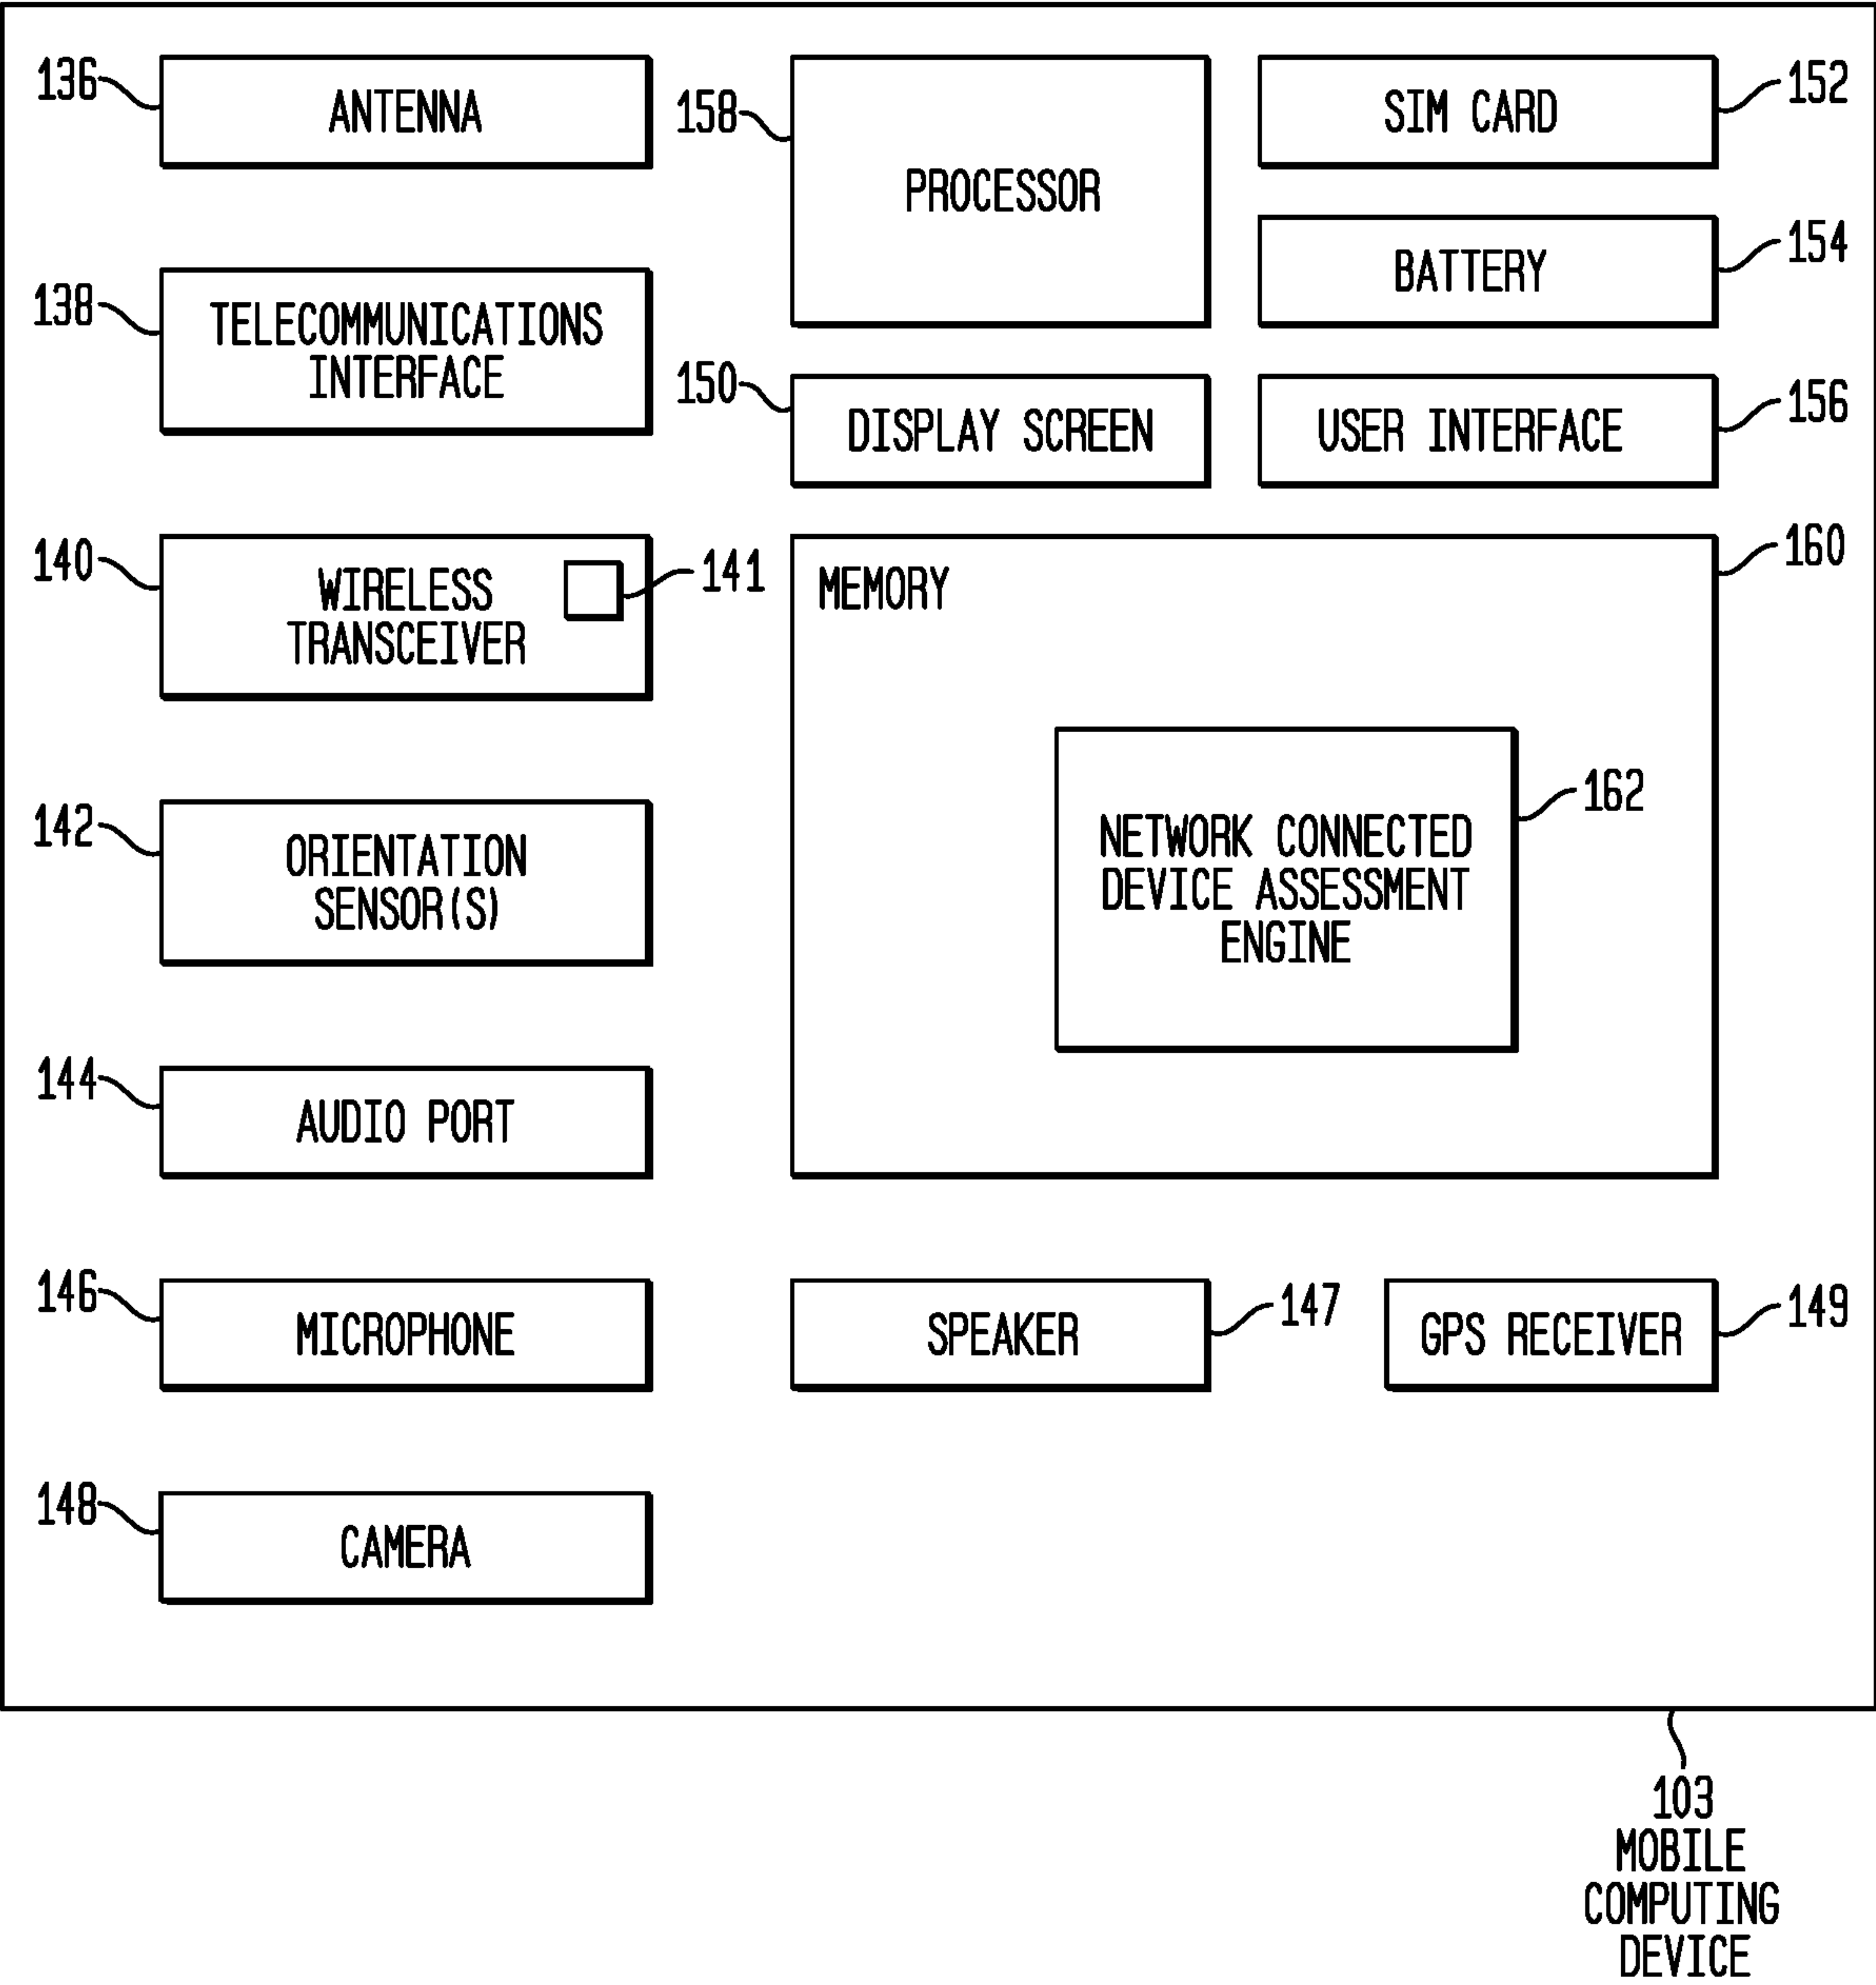 136
ANTENNA
158
PROCESSOR
SIM CARD
152
BATTERY
154
138
TELECOMMUNICATIONS
INTERFACE
150
DISPLAY SCREEN
USER INTERFACE
156
140
WIRELESS
TRANSCEIVER
141
MEMORY
160
142
ORIENTATION
SENSOR(S)
NETWORK CONNECTED
DEVICE ASSESSMENT
ENGINE
162
144
AUDIO PORT
146
MICROPHONE
SPEAKER
147
GPS RECEIVER
149
148
CAMERA
103
MOBILE
COMPUTING
DEVICE